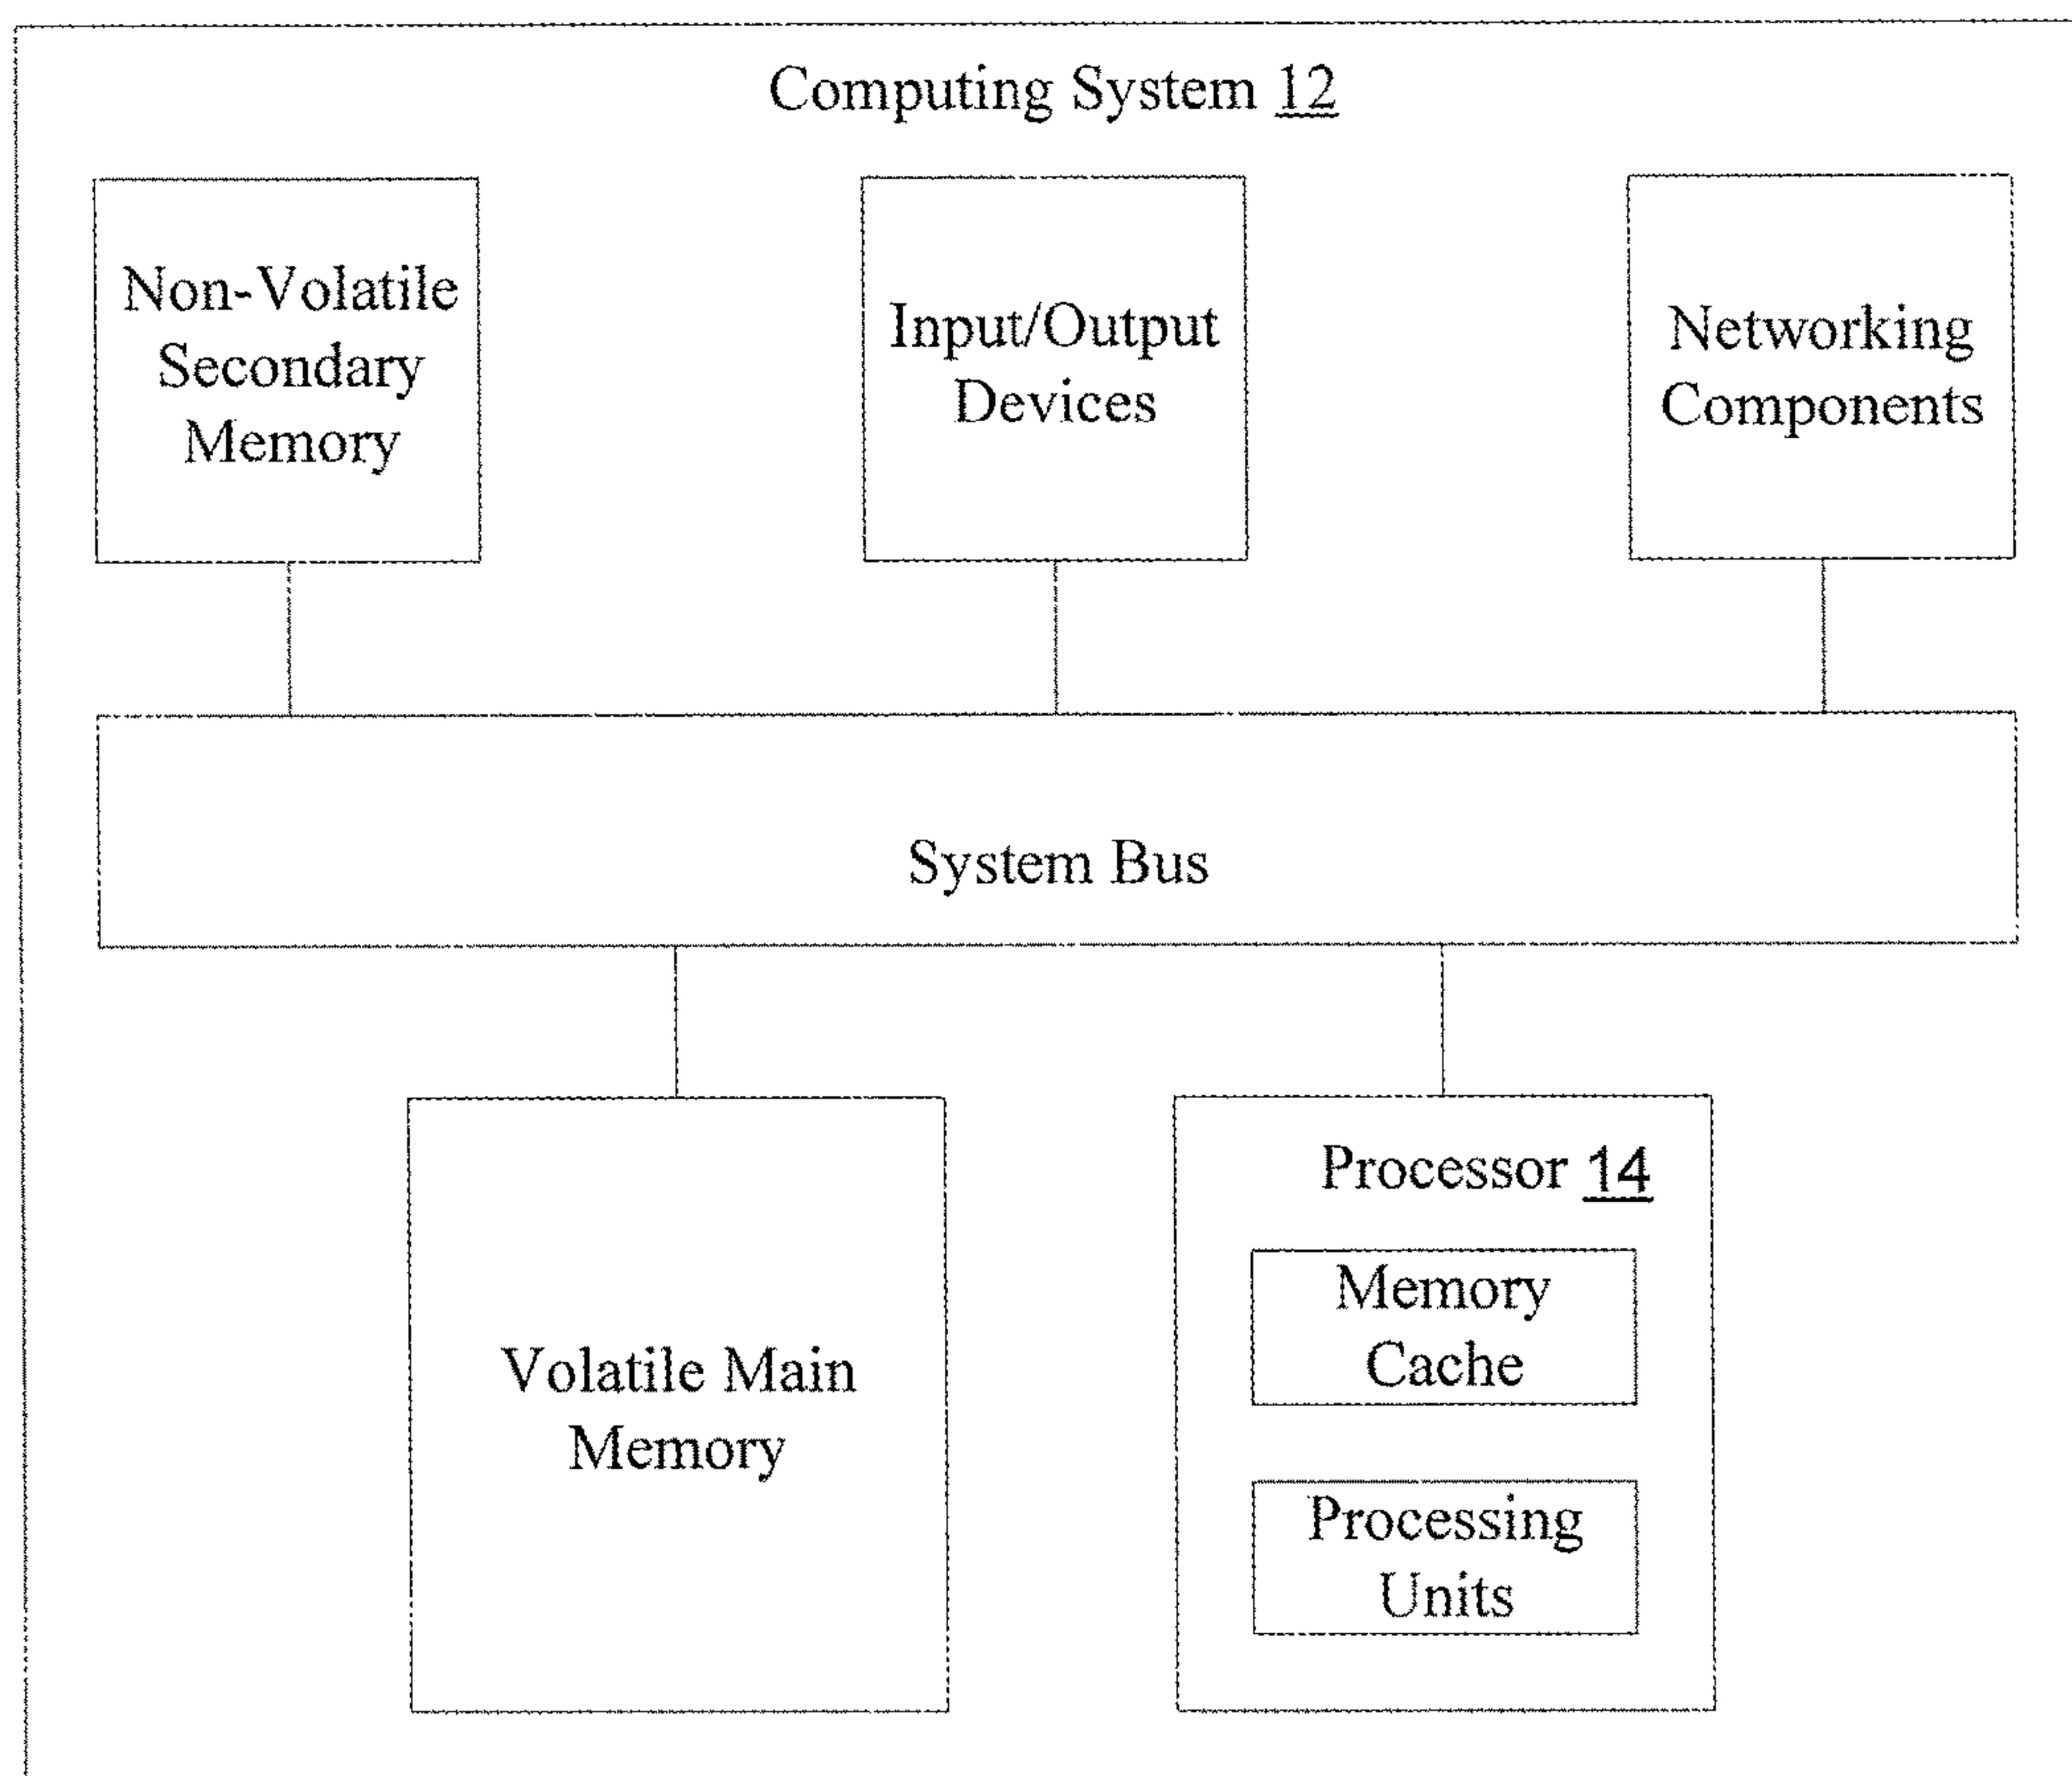 Computing System 12
Non-Volatile
Secondary
Memory
Input/Output
Devices
Networking
Components
System Bus
Volatile Main
Memory
Processor 14
Memory
Cache
Processing
Units